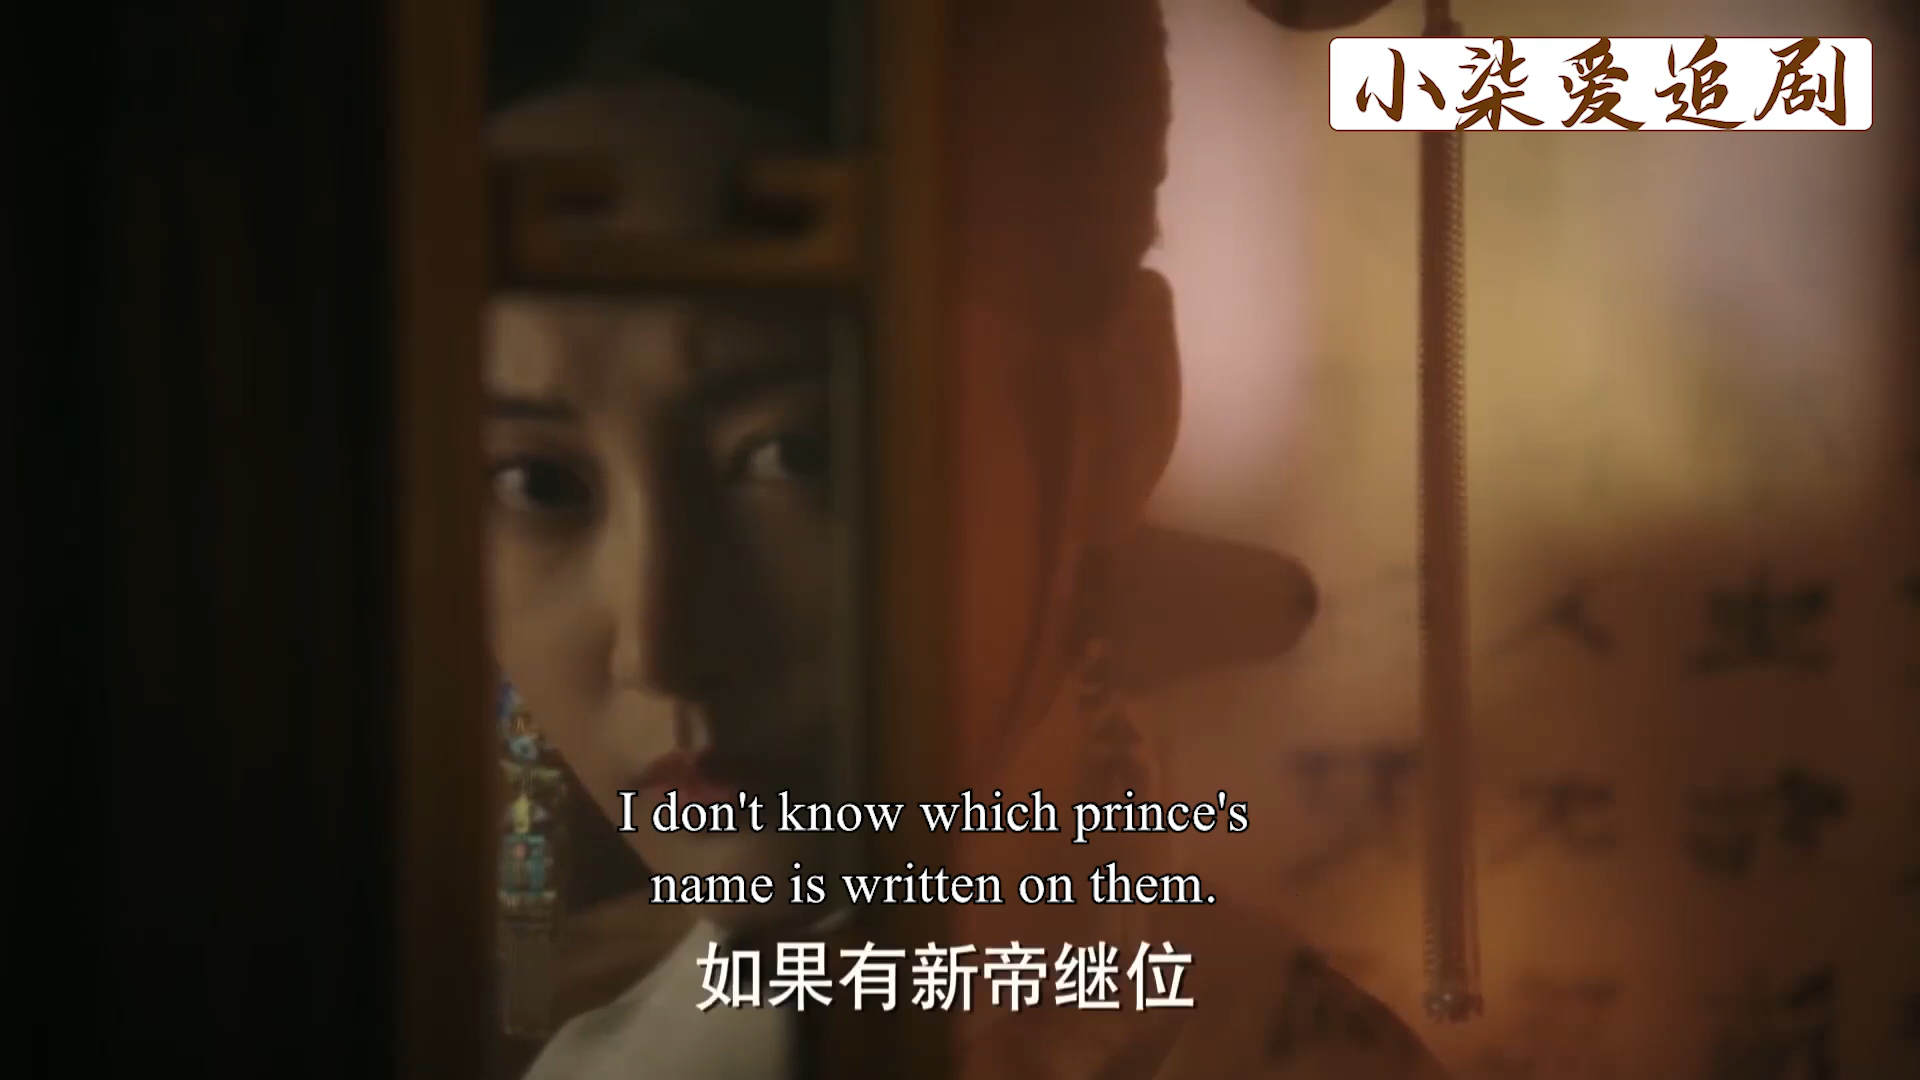 小柒爱追剧
I don't know which prince's
name is written on them.
如果有新帝继位